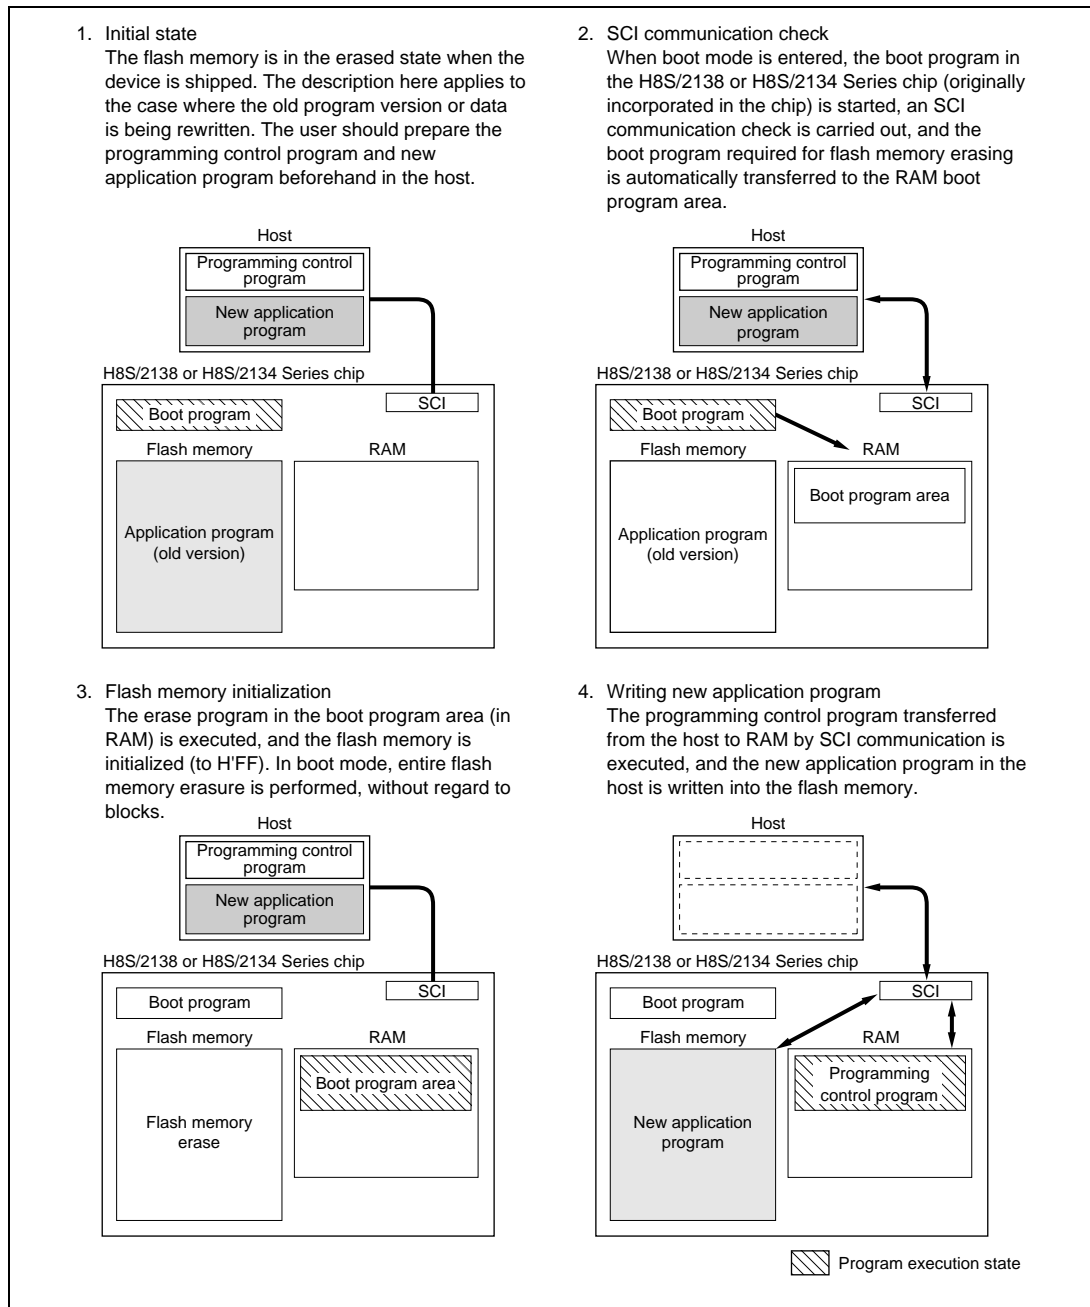 1. Initial state
The flash memory is in the erased state when the
device is shipped. The description here applies to
the case where the old program version or data
is being rewritten. The user should prepare the
programming control program and new
application program beforehand in the host.
Host
Programming control
program
New application
program
H8S/2138 or H8S/2134 Series chip
SCI
Boot program
Flash memory
RAM
Application program
(old version)
2. SCI communication check
When boot mode is entered, the boot program in
the H8S/2138 or H8S/2134 Series chip (originally
incorporated in the chip) is started, an SCI
communication check is carried out, and the
boot program required for flash memory erasing
is automatically transferred to the RAM boot
program area.
Host
Programming control
program
New application
program
H8S/2138 or H8S/2134 Series chip
SCI
Boot program
Flash memory
RAM
Boot program area
Application program
(old version)
3. Flash memory initialization
The erase program in the boot program area (in
RAM) is executed, and the flash memory is
initialized (to H'FF). In boot mode, entire flash
memory erasure is performed, without regard to
blocks.
Host
Programming control
program
New application
program
H8S/2138 or H8S/2134 Series chip
SCI
Boot program
Flash memory
RAM
Boot program area
Flash memory
erase
4. Writing new application program
The programming control program transferred
from the host to RAM by SCI communication is
executed, and the new application program in the
host is written into the flash memory.
Host
H8S/2138 or H8S/2134 Series chip
SCI
Boot program
Flash memory
RAM
Programming
control program
New application
program
Program execution state